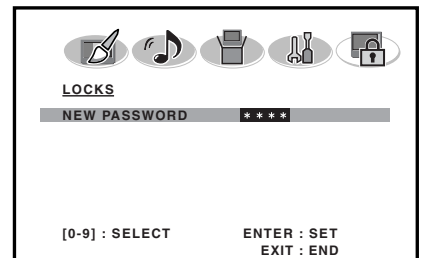 LOCKS
NEW PASSWORD ****
[0-9] : SELECT ENTER : SET
EXIT : END